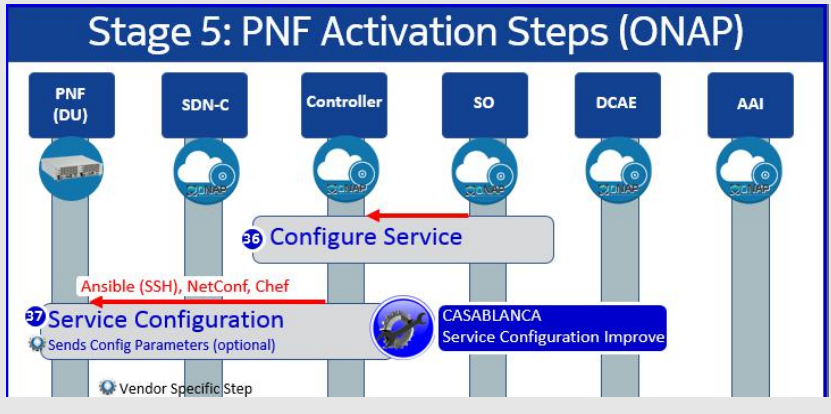 Stage 5: PNF Activation Steps (ONAP)
PNF
(DU)
SDN-C
Controller
SO
DCAE
AAI
ONAP
ONAP
ONAP
ONAP
ONAP
36 Configure Service
Ansible (SSH), NetConf, Chef
37 Service Configuration
Sends Config Parameters (optional)
CASABLANCA
Service Configuration Improve
Vendor Specific Step